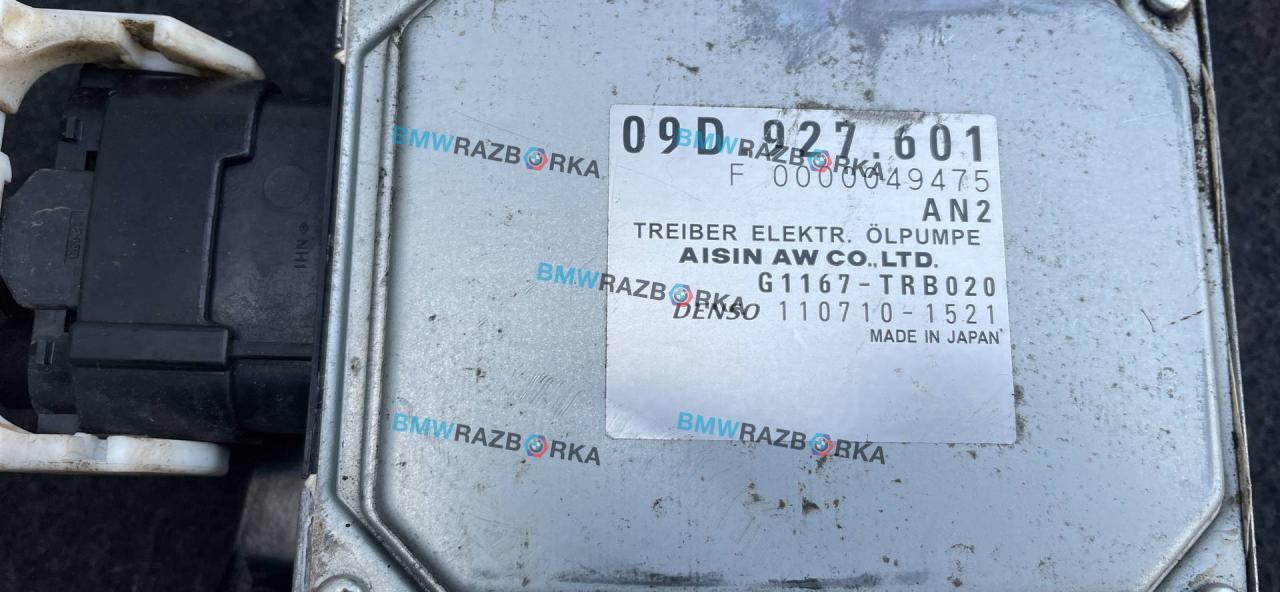 09D.927.601
F 0000049475
AN2
TREIBER ELEKTR. ÖLPUMPE
AISIN AW CO.,LTD.
G1167-TRB020
DENSO 110710-1521
MADE IN JAPAN
NHI
BMWRAZBORKA
BMWRAZBORKA
BMWRAZBORKA
BMWRAZBORKA
BMWRAZBORKA